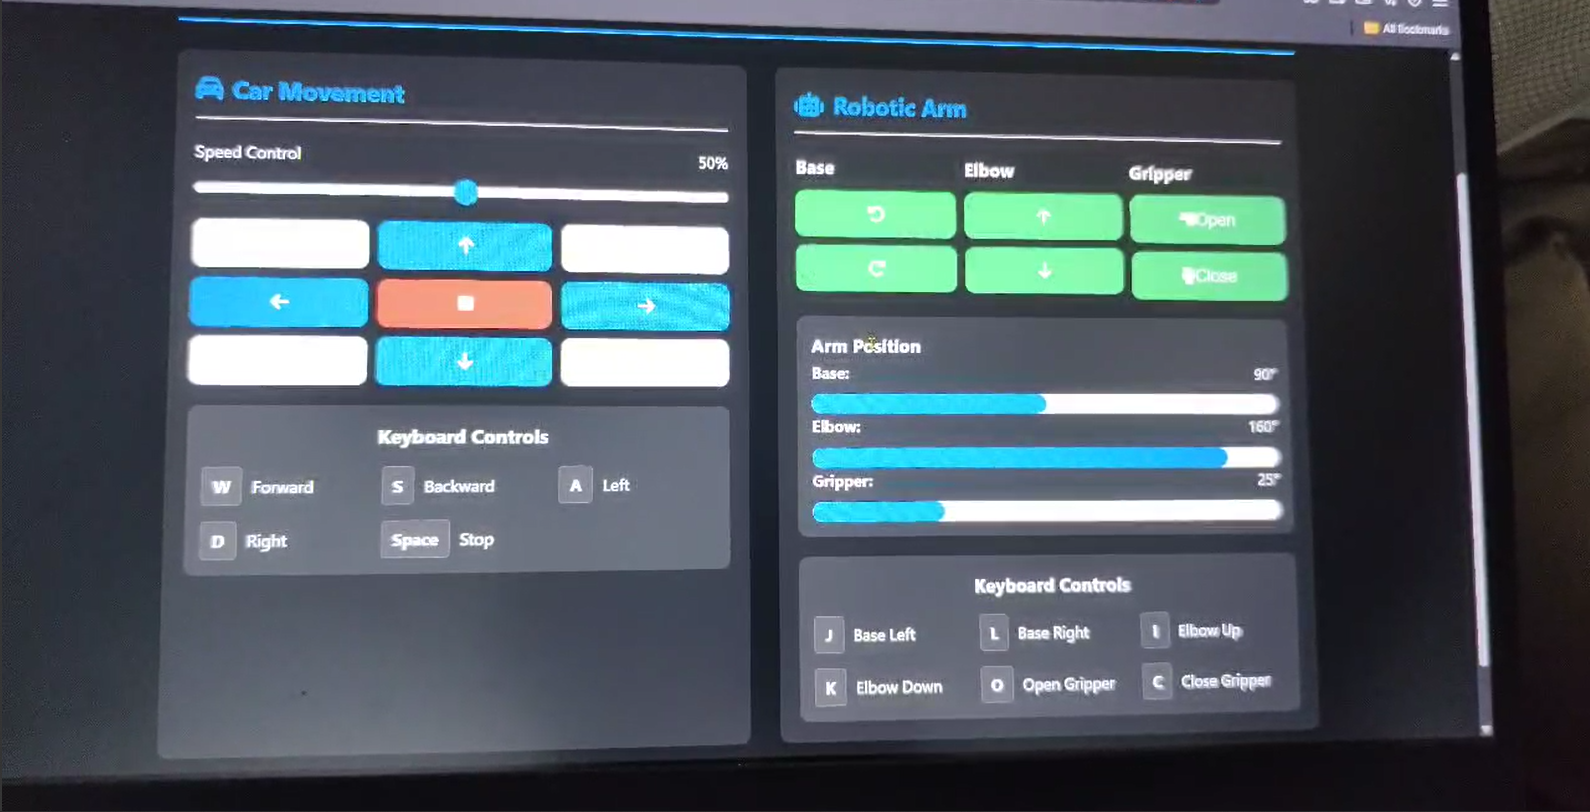 All Bookmarks
Car Movement
Speed Control
50%
Keyboard Controls
W Forward
S Backward
A Left
D Right
Space Stop
Robotic Arm
Base
Elbow
Gripper
Open
Close
Arm Position
Base:
90°
Elbow:
160°
Gripper:
25°
Keyboard Controls
J Base Left
L Base Right
I Elbow Up
K Elbow Down
O Open Gripper
C Close Gripper